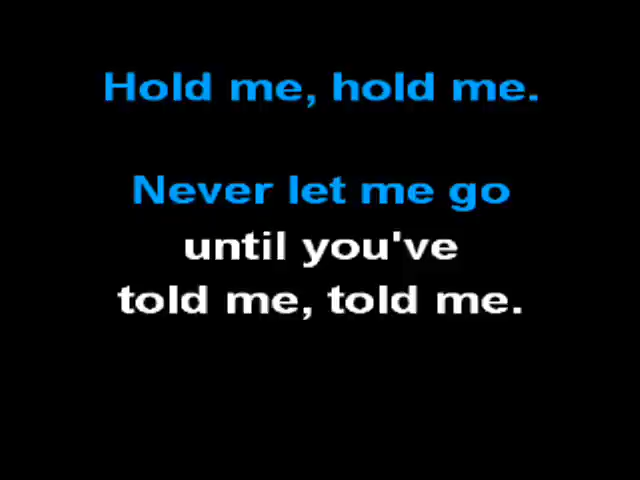 Hold me, hold me.
Never let me go
until you've
told me, told me.